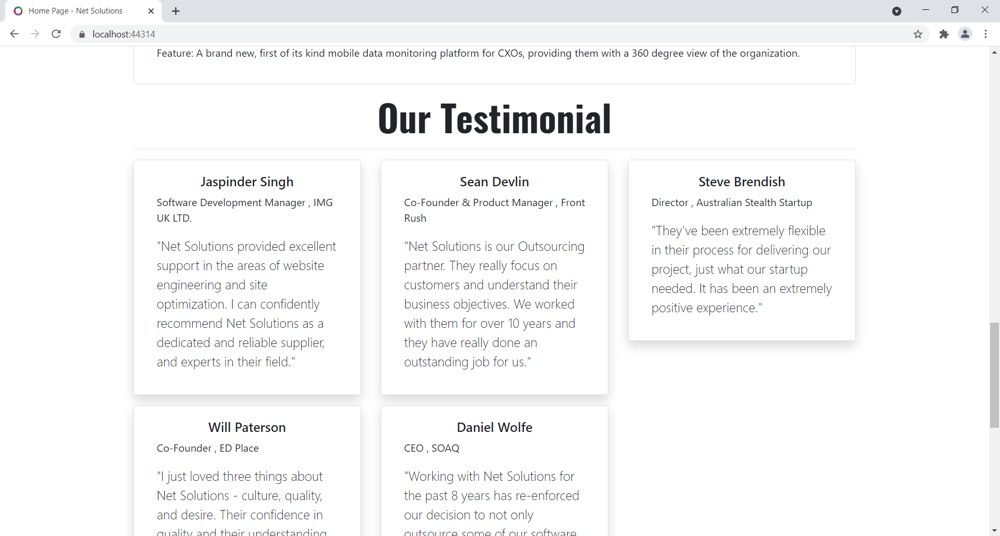 Home Page - Net Solutions
localhost:44314
Feature: A brand new, first of its kind mobile data monitoring platform for CXOs, providing them with a 360 degree view of the organization.
Our Testimonial
Jaspinder Singh
Software Development Manager , IMG
UK LTD.
"Net Solutions provided excellent
support in the areas of website
engineering and site
optimization. I can confidently
recommend Net Solutions as a
dedicated and reliable supplier,
and experts in their field."
Sean Devlin
Co-Founder & Product Manager , Front
Rush
"Net Solutions is our Outsourcing
partner. They really focus on
customers and understand their
business objectives. We worked
with them for over 10 years and
they have really done an
outstanding job for us."
Steve Brendish
Director , Australian Stealth Startup
"They've been extremely flexible
in their process for delivering our
project, just what our startup
needed. It has been an extremely
positive experience."
Will Paterson
Co-Founder , ED Place
"I just loved three things about
Net Solutions - culture, quality,
and desire. Their confidence in
quality and their understanding
Daniel Wolfe
CEO , SOAQ
"Working with Net Solutions for
the past 8 years has re-enforced
our decision to not only
outsource some of our software